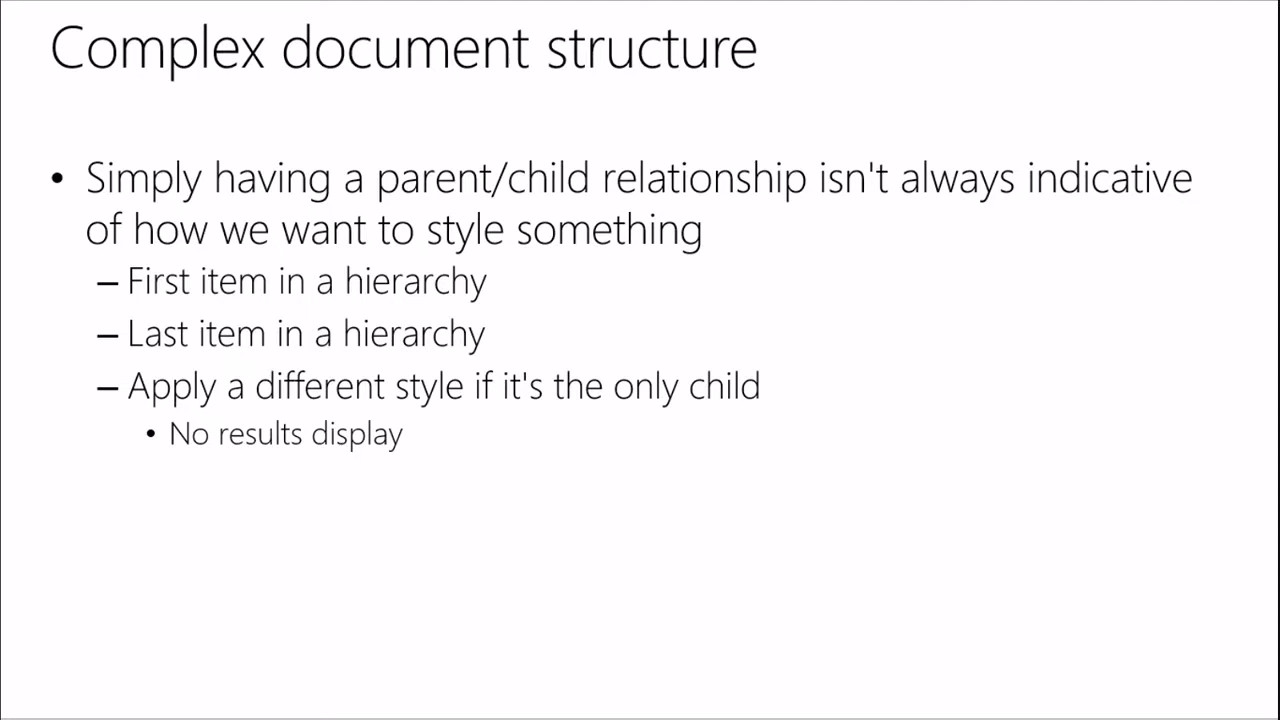 Complex document structure
• Simply having a parent/child relationship isn't always indicative
of how we want to style something
– First item in a hierarchy
– Last item in a hierarchy
– Apply a different style if it's the only child
• No results display